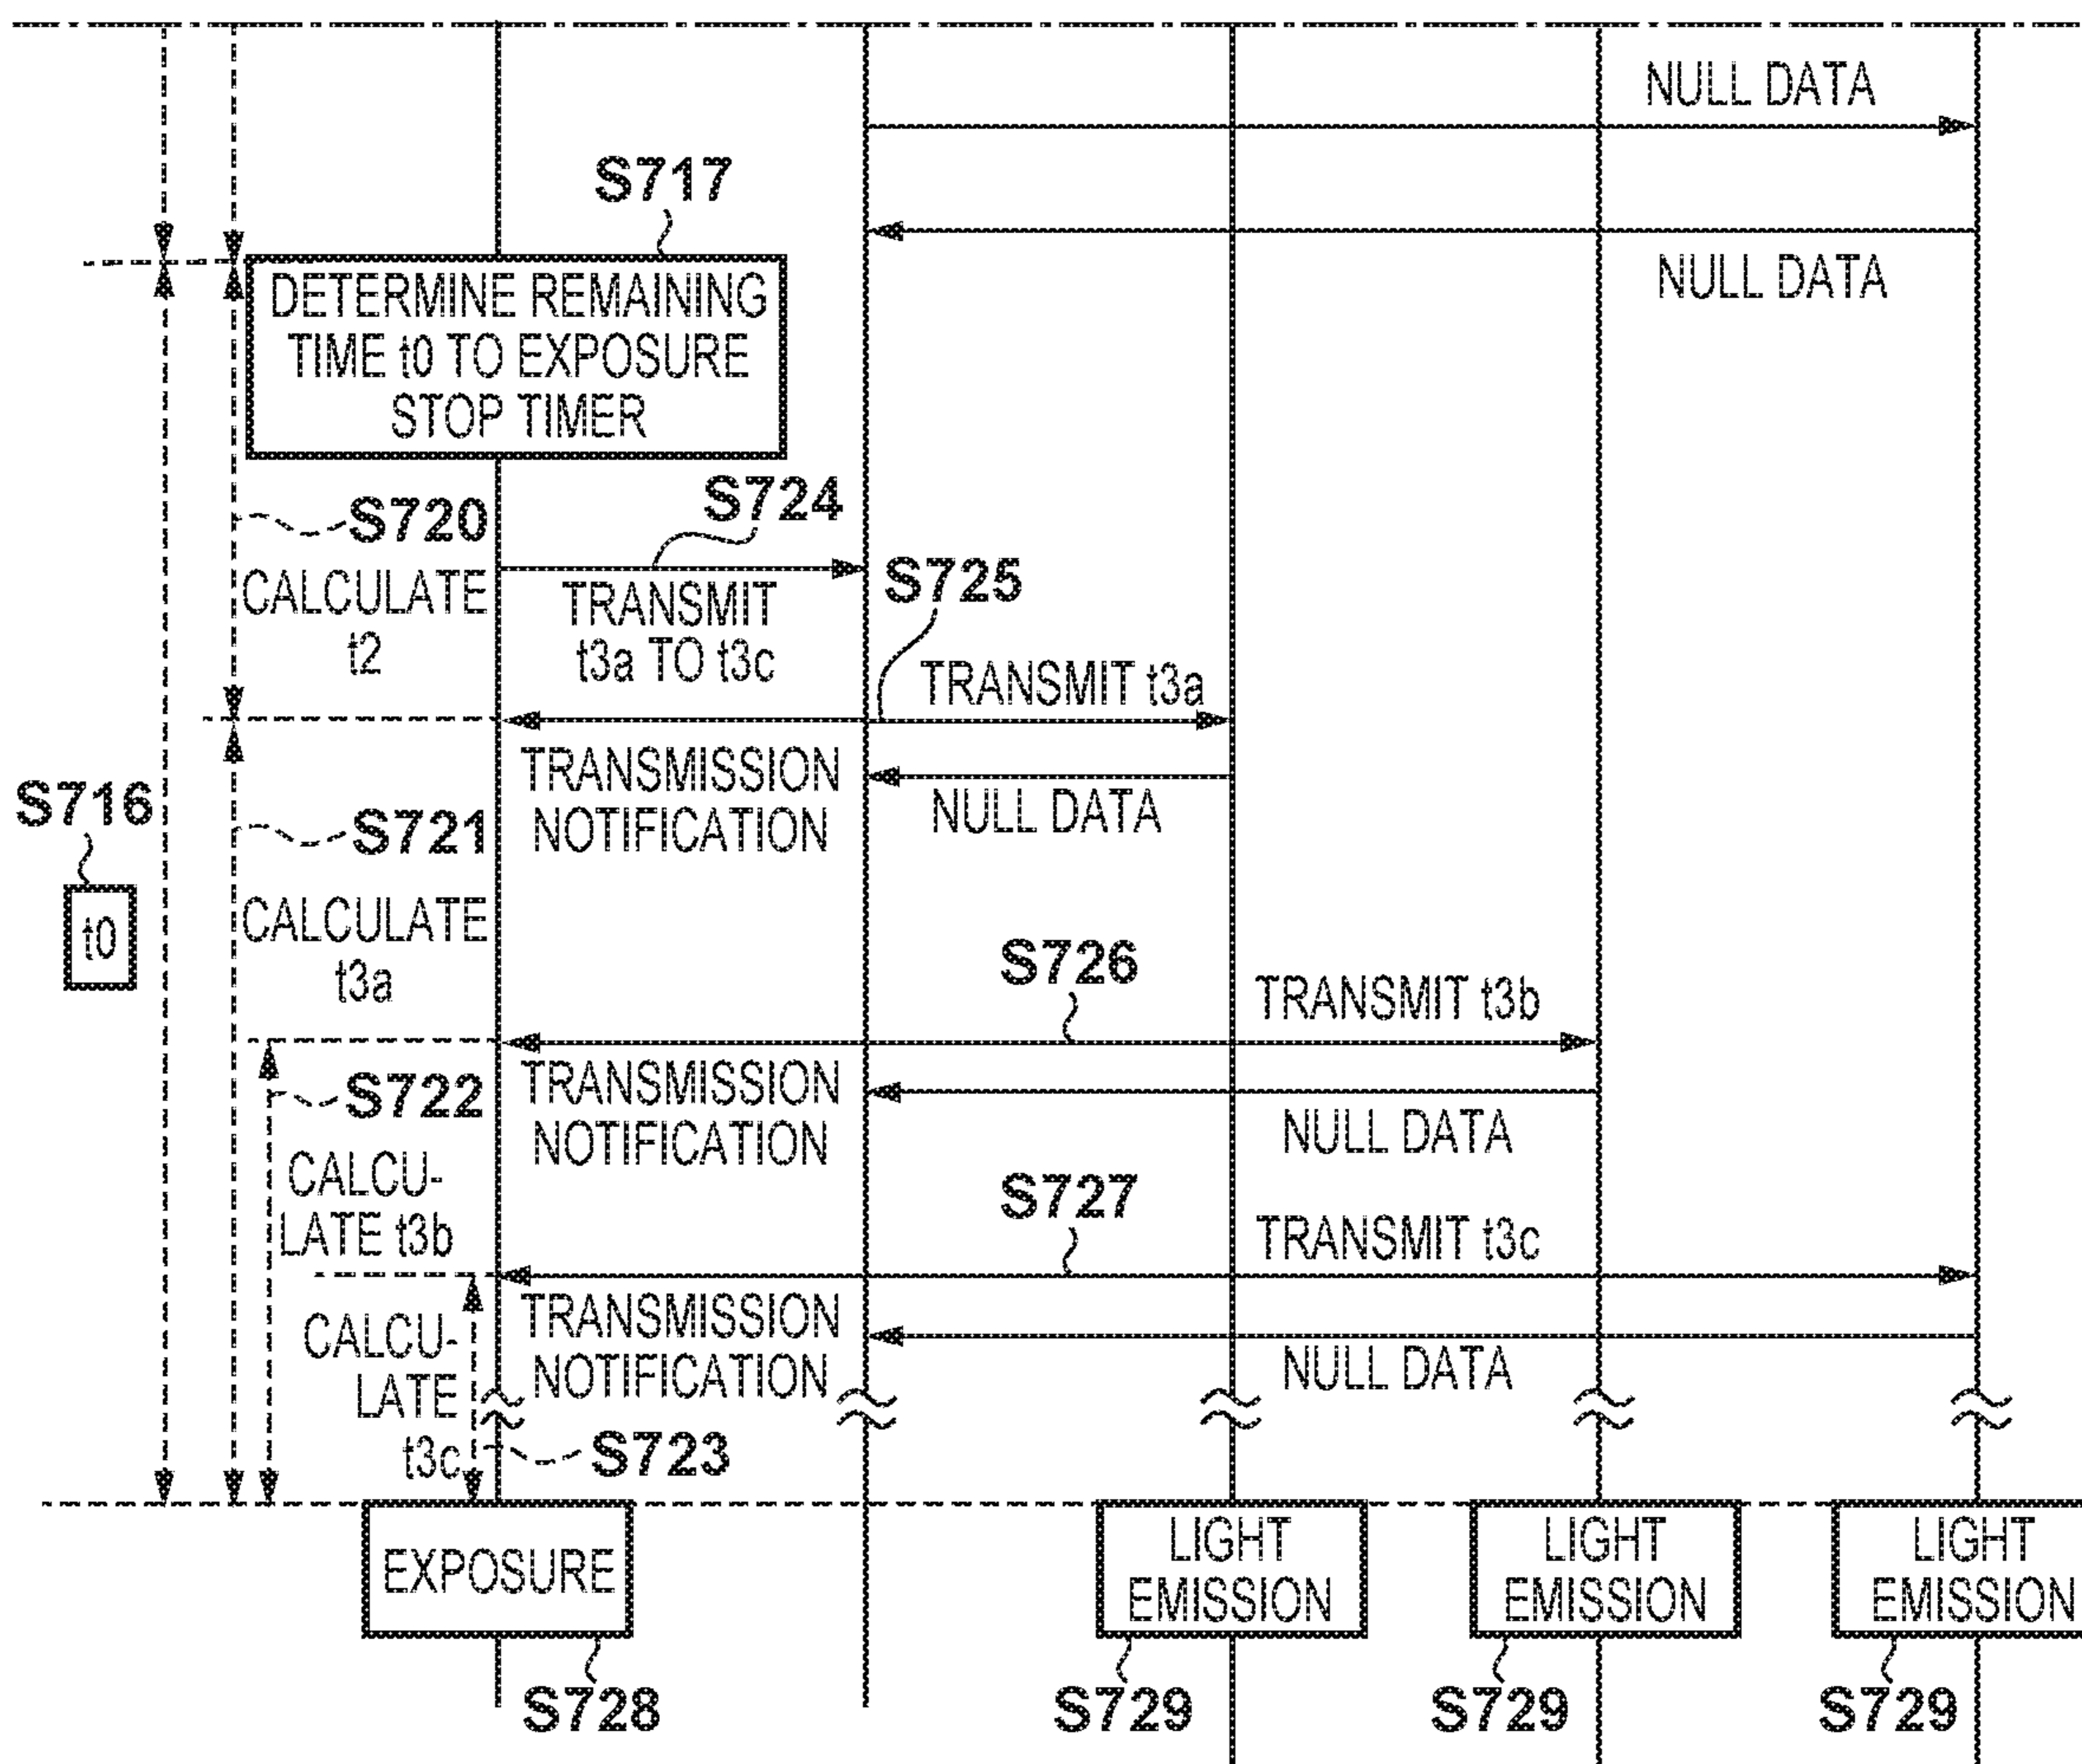 NULL DATA
S717
NULL DATA
DETERMINE REMAINING
TIME t0 TO EXPOSURE
STOP TIMER
S724
S720
S725
CALCULATE
t2
TRANSMIT
t3a TO t3c
TRANSMIT t3a
TRANSMISSION
NOTIFICATION
NULL DATA
S716
t0
S721
CALCULATE
t3a
S726
TRANSMIT t3b
S722
TRANSMISSION
NOTIFICATION
NULL DATA
CALCU-
LATE t3b
S727
TRANSMIT t3c
CALCU-
LATE
t3c
TRANSMISSION
NOTIFICATION
NULL DATA
S723
EXPOSURE
LIGHT
EMISSION
LIGHT
EMISSION
LIGHT
EMISSION
S728
S729
S729
S729